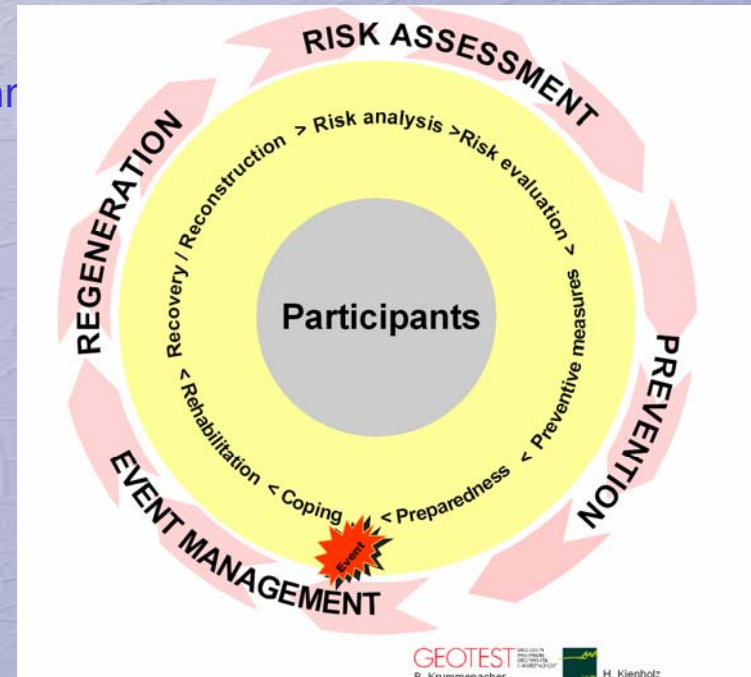 RISK ASSESSMENT
PREVENTION
EVENT MANAGEMENT
REGENERATION
> Risk analysis >Risk evaluation >
Preventive measures
< Preparedness <
Event
< Coping
> Rehabilitation
> Recovery / Reconstruction
Participants
GEOTEST
B. Krummenacher
H. Kienholz